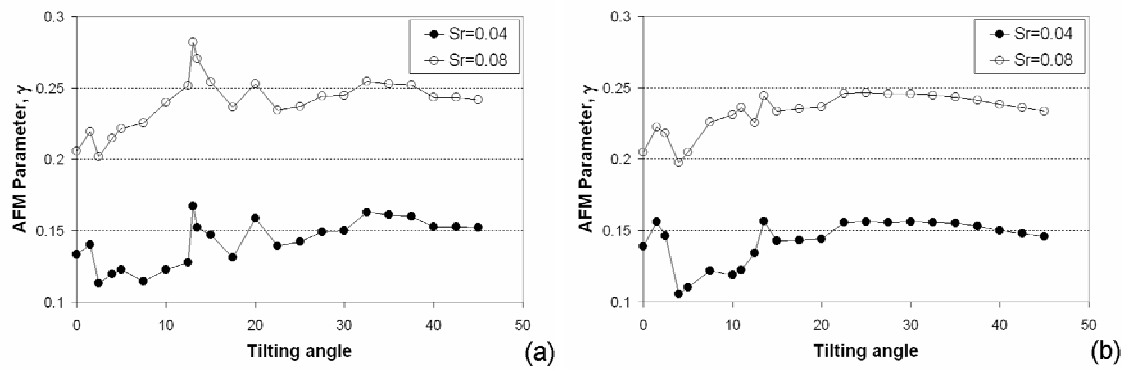 0.3
0.25
0.2
0.15
0.1
AFM Parameter, γ
Sr=0.04
Sr=0.08
0 10 20 30 40 50
Tilting angle
(a)
0.3
0.25
0.2
0.15
0.1
AFM Parameter, γ
Sr=0.04
Sr=0.08
0 10 20 30 40 50
Tilting angle
(b)